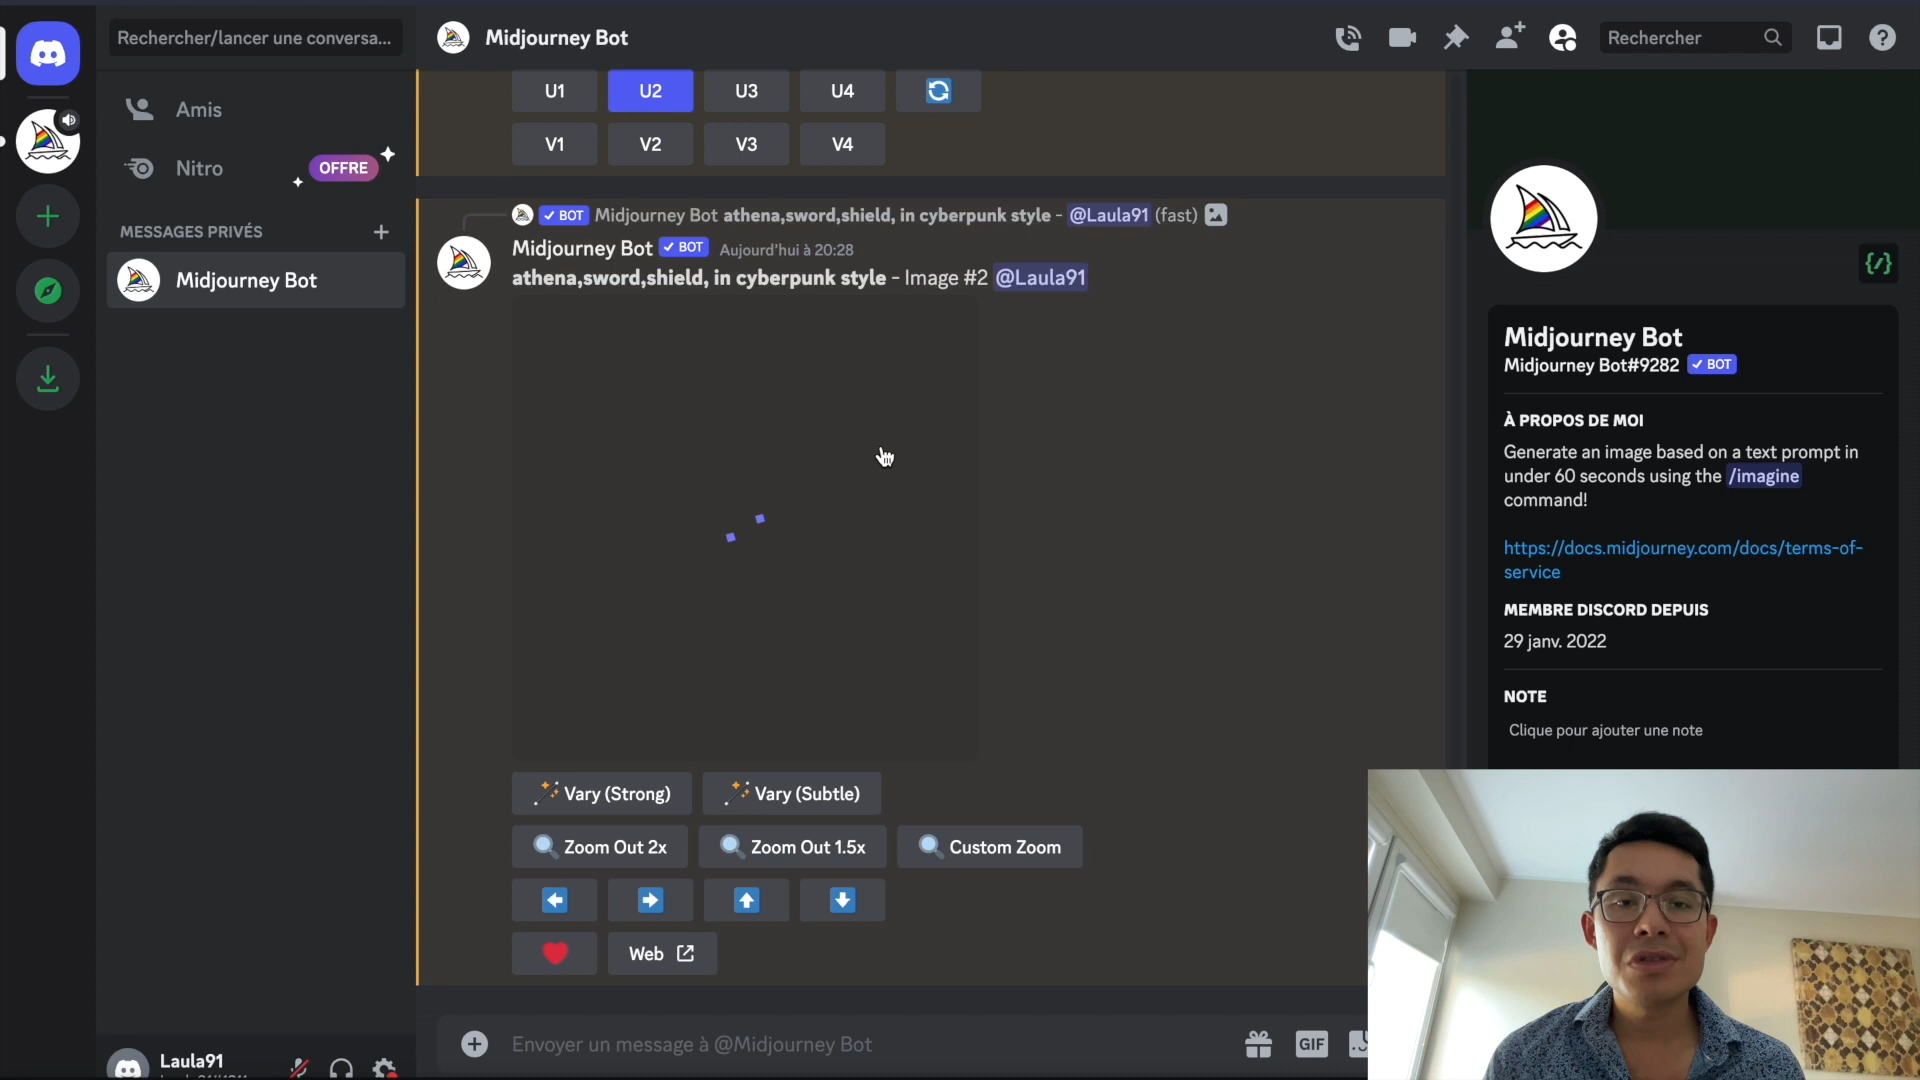 Rechercher/lancer une conversa...
Midjourney Bot
Rechercher
Amis
Nitro
OFFRE
MESSAGES PRIVÉS
Midjourney Bot
U1
U2
U3
U4
V1
V2
V3
V4
BOT Midjourney Bot athena,sword,shield, in cyberpunk style - @Laula91 (fast)
Midjourney Bot BOT Aujourd'hui à 20:28
athena,sword,shield, in cyberpunk style - Image #2 @Laula91
Vary (Strong)
Vary (Subtle)
Zoom Out 2x
Zoom Out 1.5x
Custom Zoom
Web
Envoyer un message à @Midjourney Bot
GIF
Laula91
Midjourney Bot
Midjourney Bot#9282 BOT
À PROPOS DE MOI
Generate an image based on a text prompt in
under 60 seconds using the /imagine
command!
https://docs.midjourney.com/docs/terms-of-
service
MEMBRE DISCORD DEPUIS
29 janv. 2022
NOTE
Clique pour ajouter une note